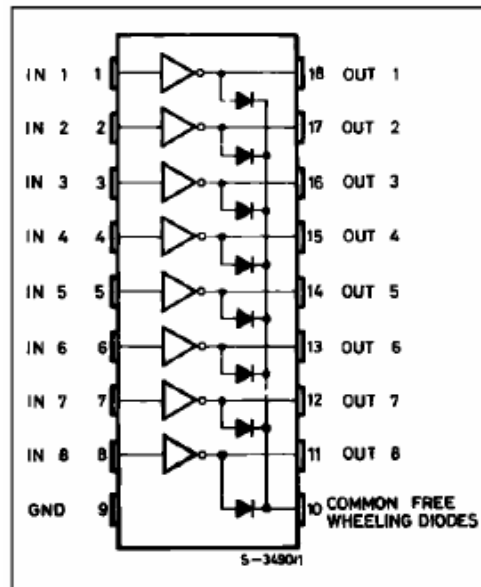 IN 1 1 18 OUT 1
IN 2 2 17 OUT 2
IN 3 3 16 OUT 3
IN 4 4 15 OUT 4
IN 5 5 14 OUT 5
IN 6 6 13 OUT 6
IN 7 7 12 OUT 7
IN 8 8 11 OUT 8
GND 9 10 COMMON FREE
WHEELING DIODES
S-3490/1